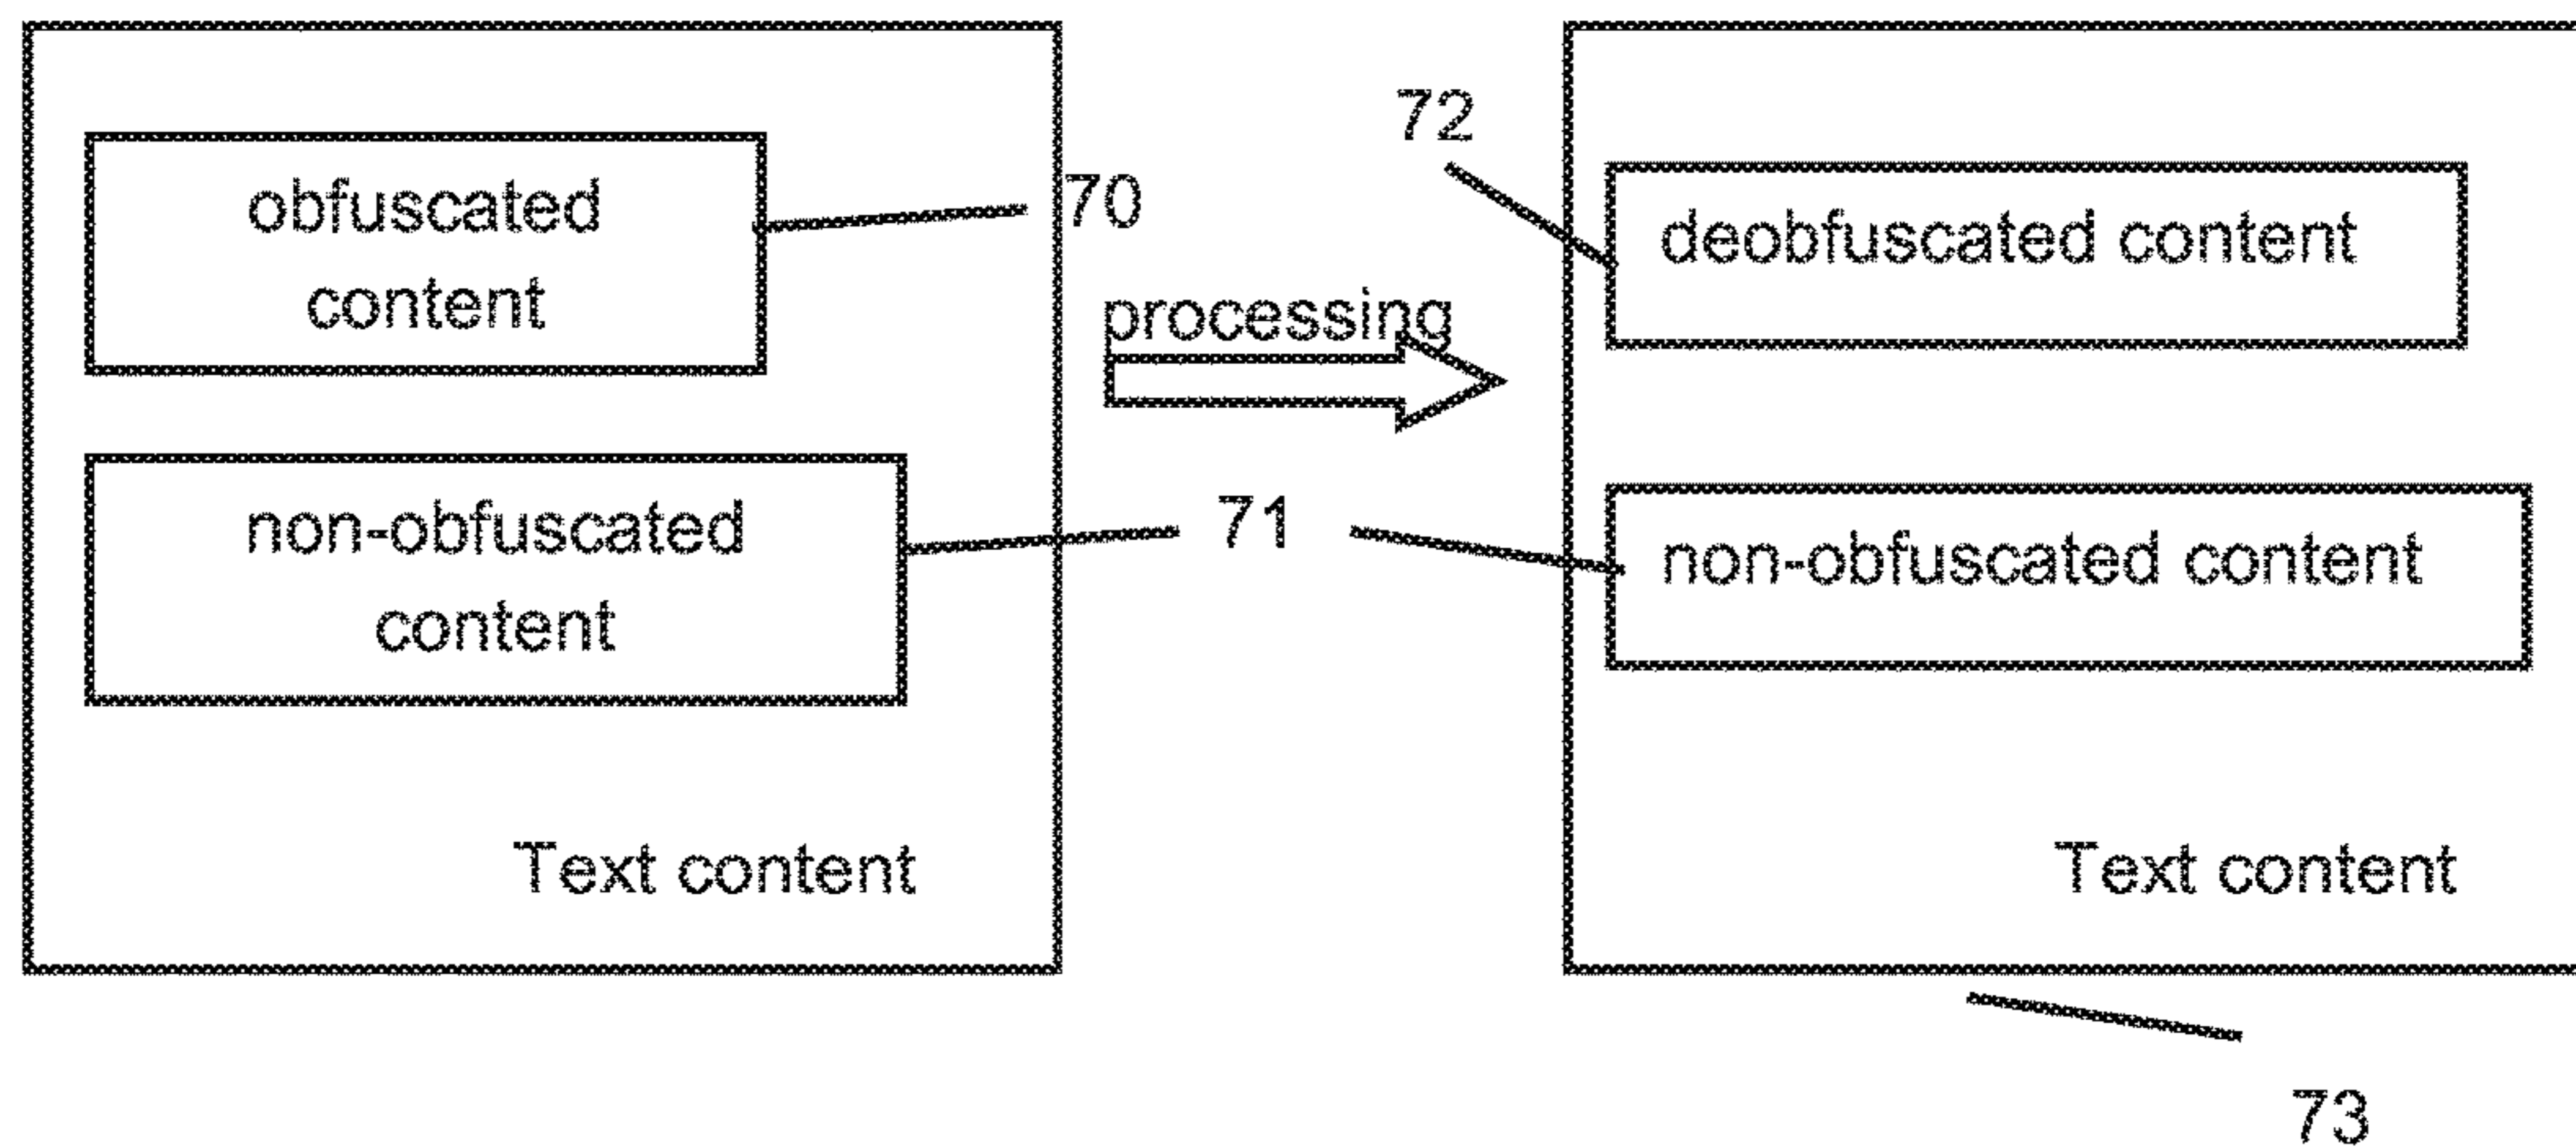 obfuscated
content
70
non-obfuscated
content
Text content
processing
71
72
deobfuscated content
non-obfuscated content
Text content
73